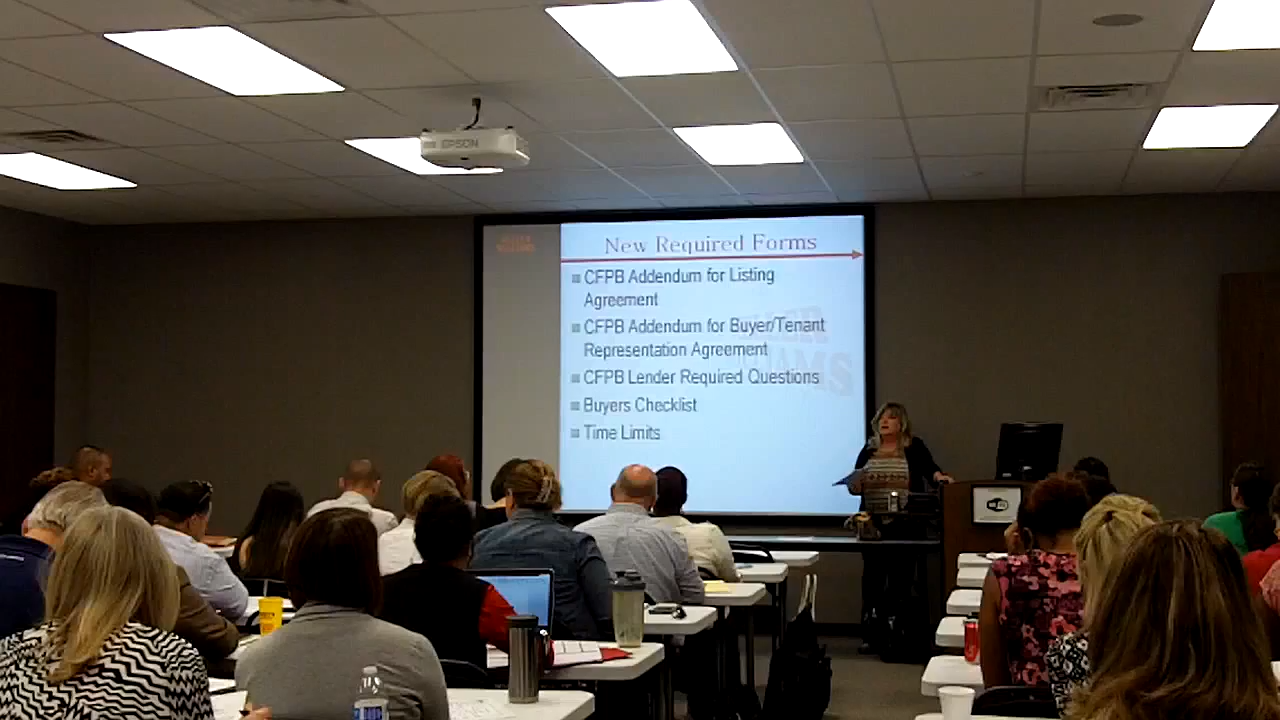 EPSON
New Required Forms
CFPB Addendum for Listing
Agreement
CFPB Addendum for Buyer/Tenant
Representation Agreement
CFPB Lender Required Questions
Buyers Checklist
Time Limits